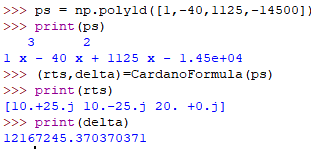 >>> ps = np.poly1d([1,-40,1125,-14500])
>>> print(ps)
   3      2
1 x - 40 x + 1125 x - 1.45e+04
>>> (rts,delta)=CardanoFormula(ps)
>>> print(rts)
[10.+25.j 10.-25.j 20. +0.j]
>>> print(delta)
12167245.370370371